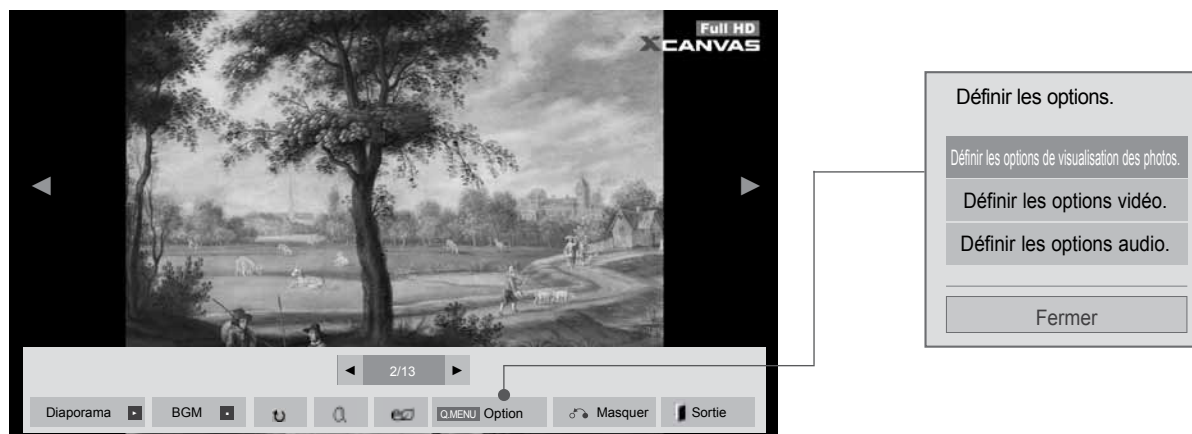 Full HD
XCANVAS
◄ 2/13 ►
Diaporama BGM Q.MENU Option Masquer Sortie
Définir les options.
Définir les options de visualisation des photos.
Définir les options vidéo.
Définir les options audio.
Fermer